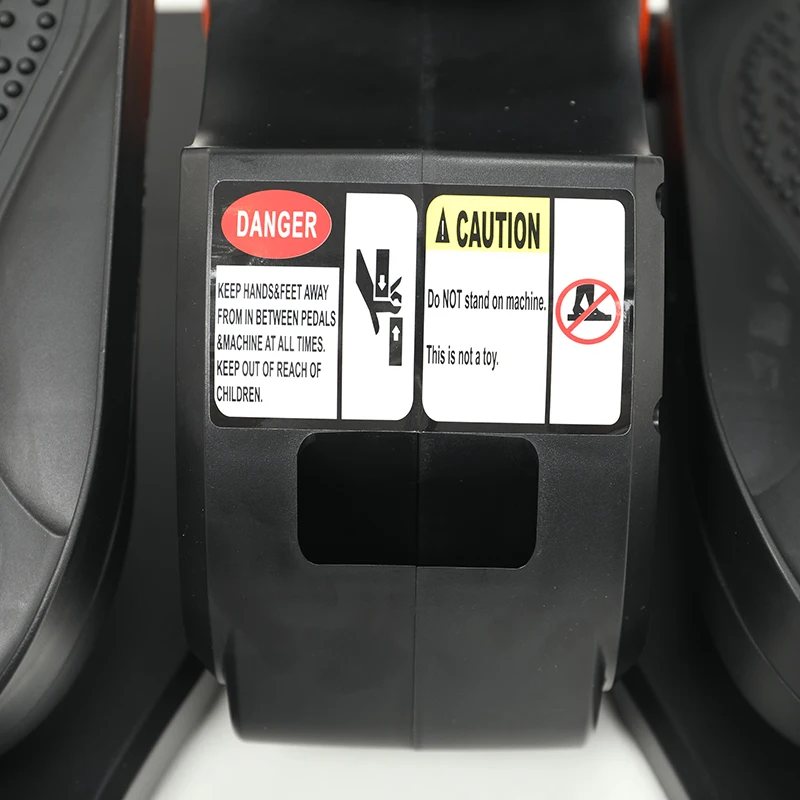 DANGER
KEEP HANDS&FEET AWAY
FROM IN BETWEEN PEDALS
&MACHINE AT ALL TIMES.
KEEP OUT OF REACH OF
CHILDREN.
CAUTION
Do NOT stand on machine.
This is not a toy.